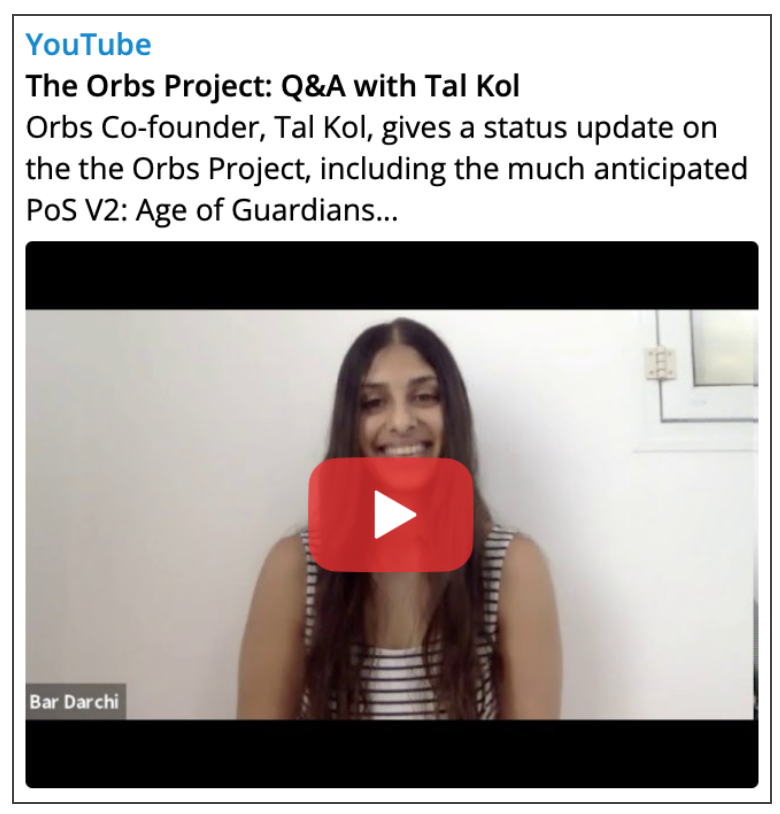 YouTube
The Orbs Project: Q&A with Tal Kol
Orbs Co-founder, Tal Kol, gives a status update on
the the Orbs Project, including the much anticipated
PoS V2: Age of Guardians...
Bar Darchi